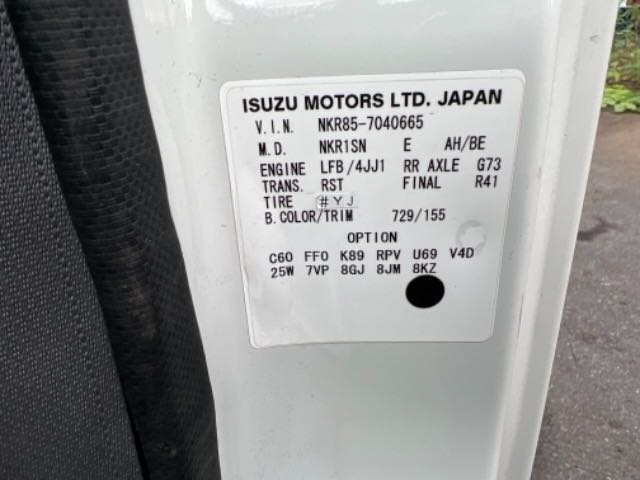 ISUZU MOTORS LTD. JAPAN
V.I.N. NKR85-7040665
M.D. NKR1SN E AH/BE
ENGINE LFB/4JJ1 RR AXLE G73
TRANS. RST FINAL R41
TIRE #YJ
B.COLOR/TRIM 729/155
OPTION
C60 FF0 K89 RPV U69 V4D
25W 7VP 8GJ 8JM 8KZ